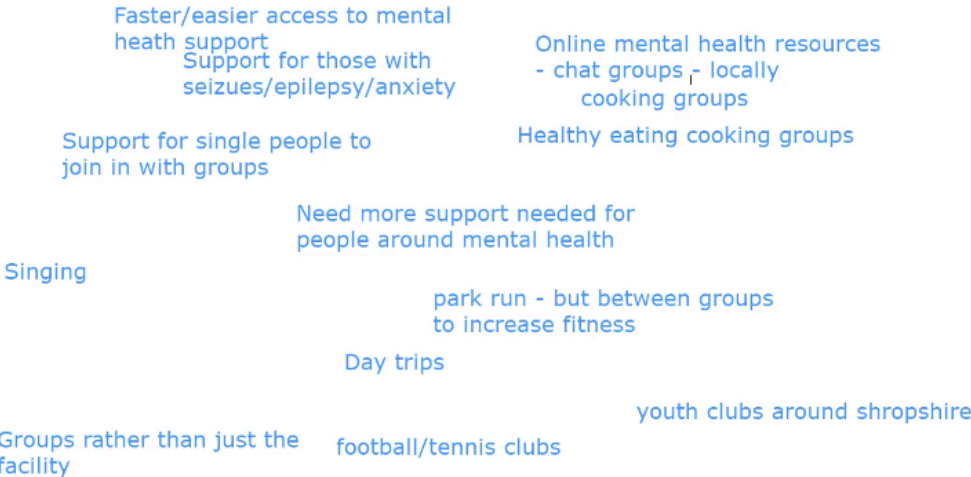 Faster/easier access to mental
heath support
Support for those with
seizues/epilepsy/anxiety
Online mental health resources
- chat groups - locally
cooking groups
Healthy eating cooking groups
Support for single people to
join in with groups
Need more support needed for
people around mental health
Singing
park run - but between groups
to increase fitness
Day trips
youth clubs around shropshire
Groups rather than just the
facility
football/tennis clubs